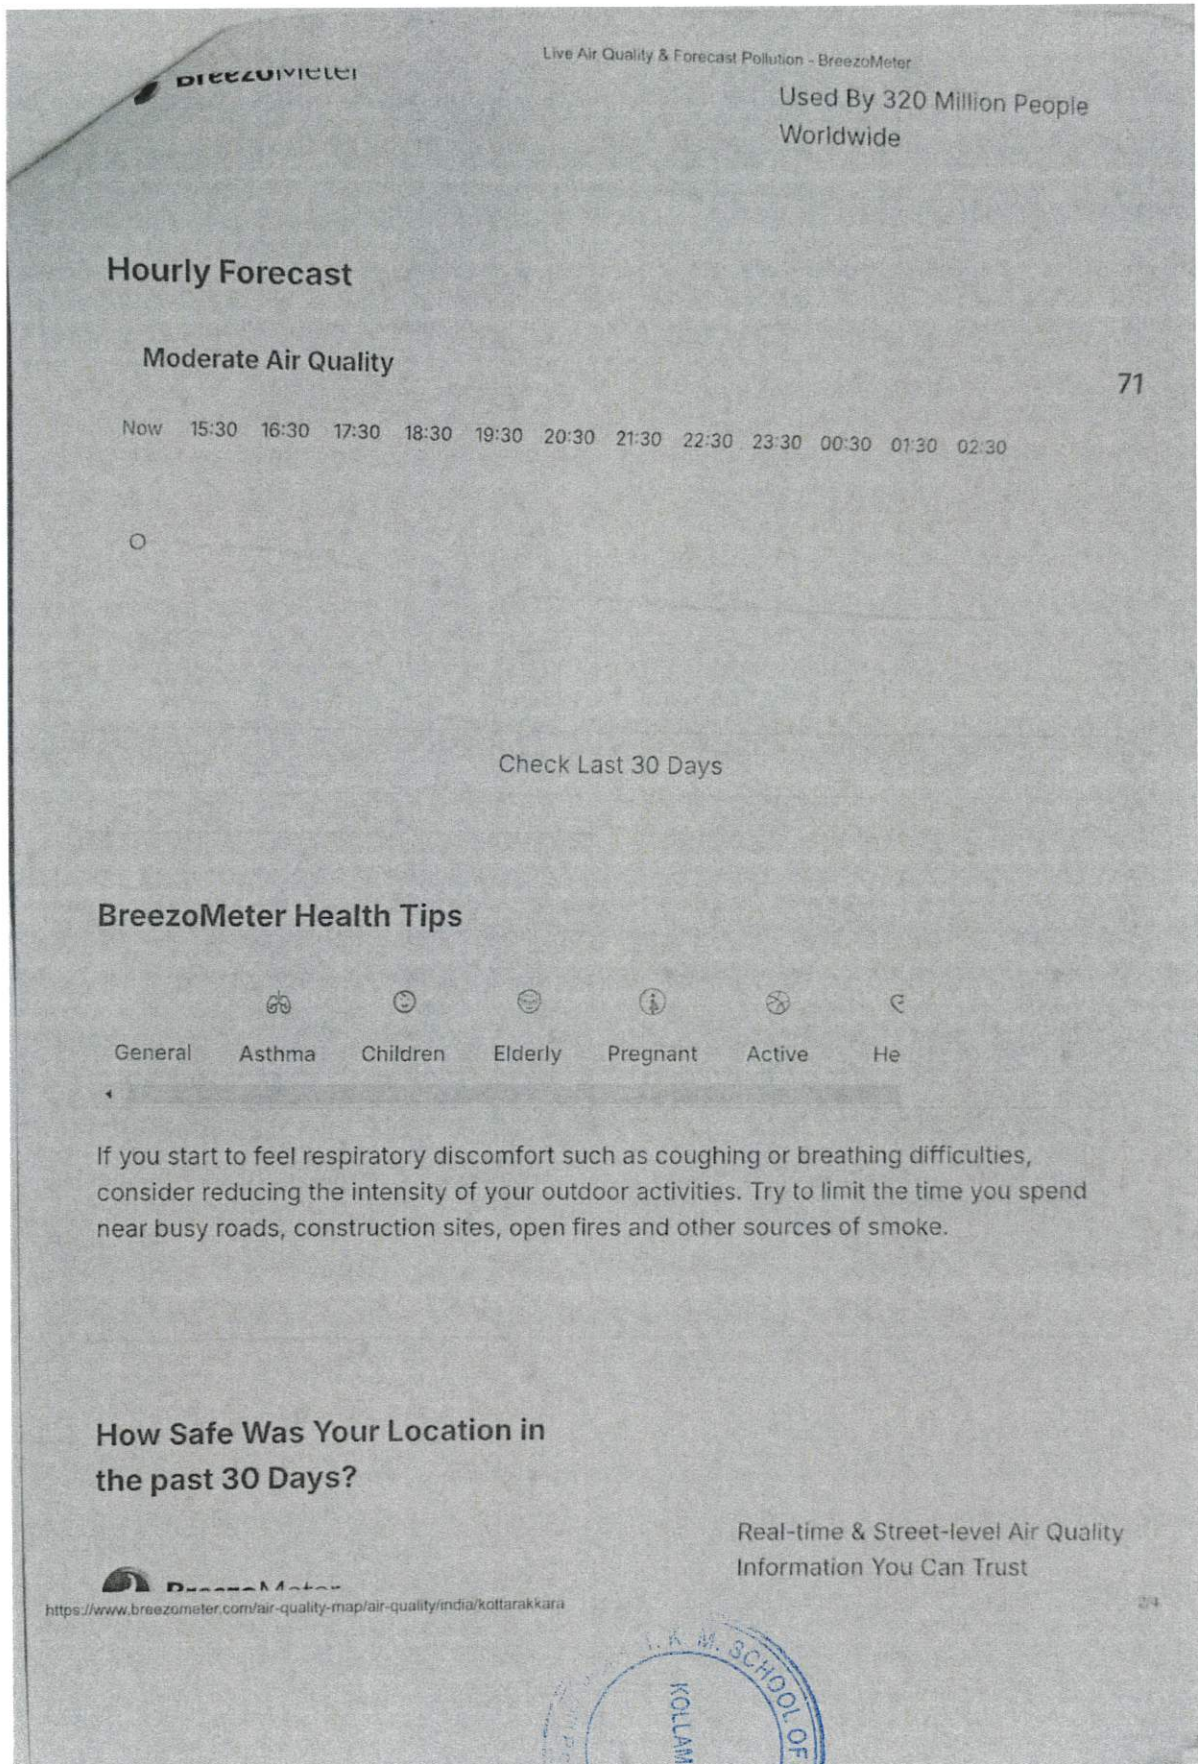 Live Air Quality & Forecast Pollution - BreezoMeter
BreezoMeter
Used By 320 Million People
Worldwide
Hourly Forecast
Moderate Air Quality
71
Now 15:30 16:30 17:30 18:30 19:30 20:30 21:30 22:30 23:30 00:30 01:30 02:30
Check Last 30 Days
BreezoMeter Health Tips
General Asthma Children Elderly Pregnant Active He
If you start to feel respiratory discomfort such as coughing or breathing difficulties,
consider reducing the intensity of your outdoor activities. Try to limit the time you spend
near busy roads, construction sites, open fires and other sources of smoke.
How Safe Was Your Location in
the past 30 Days?
Real-time & Street-level Air Quality
Information You Can Trust
BreezoMeter
https://www.breezometer.com/air-quality-map/air-quality/india/kottarakkara
2/4
T. K. M. SCHOOL OF
KOLLAM